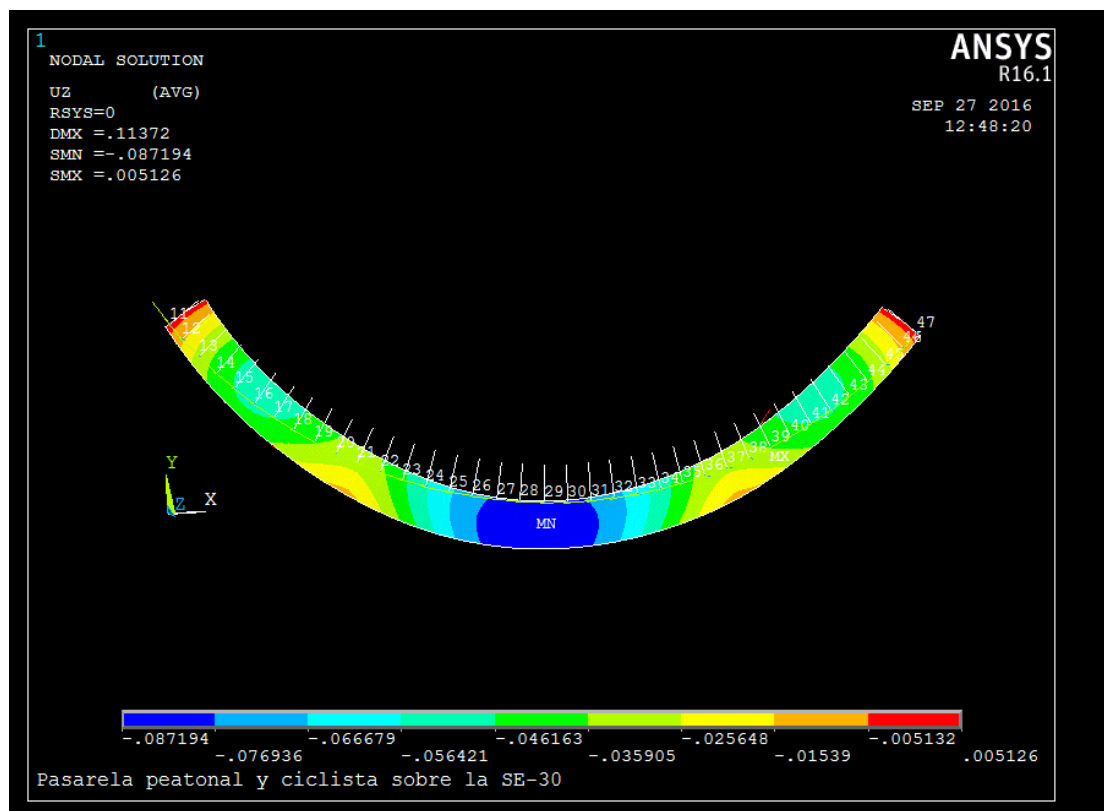 1
NODAL SOLUTION
UZ (AVG)
RSYS=0
DMX =.11372
SMN =-.087194
SMX =.005126
ANSYS
R16.1
SEP 27 2016
12:48:20
11
12
13
14
15
16
17
18
19
20
21
22
23
24
25
26
27
28
29
30
31
32
33
34
35
36
37
38
39
40
41
42
43
44
45
46
47
MX
MN
Y
Z
X
-.087194 -.066679 -.046163 -.025648 -.005132
-.076936 -.056421 -.035905 -.01539 .005126
Pasarela peatonal y ciclista sobre la SE-30